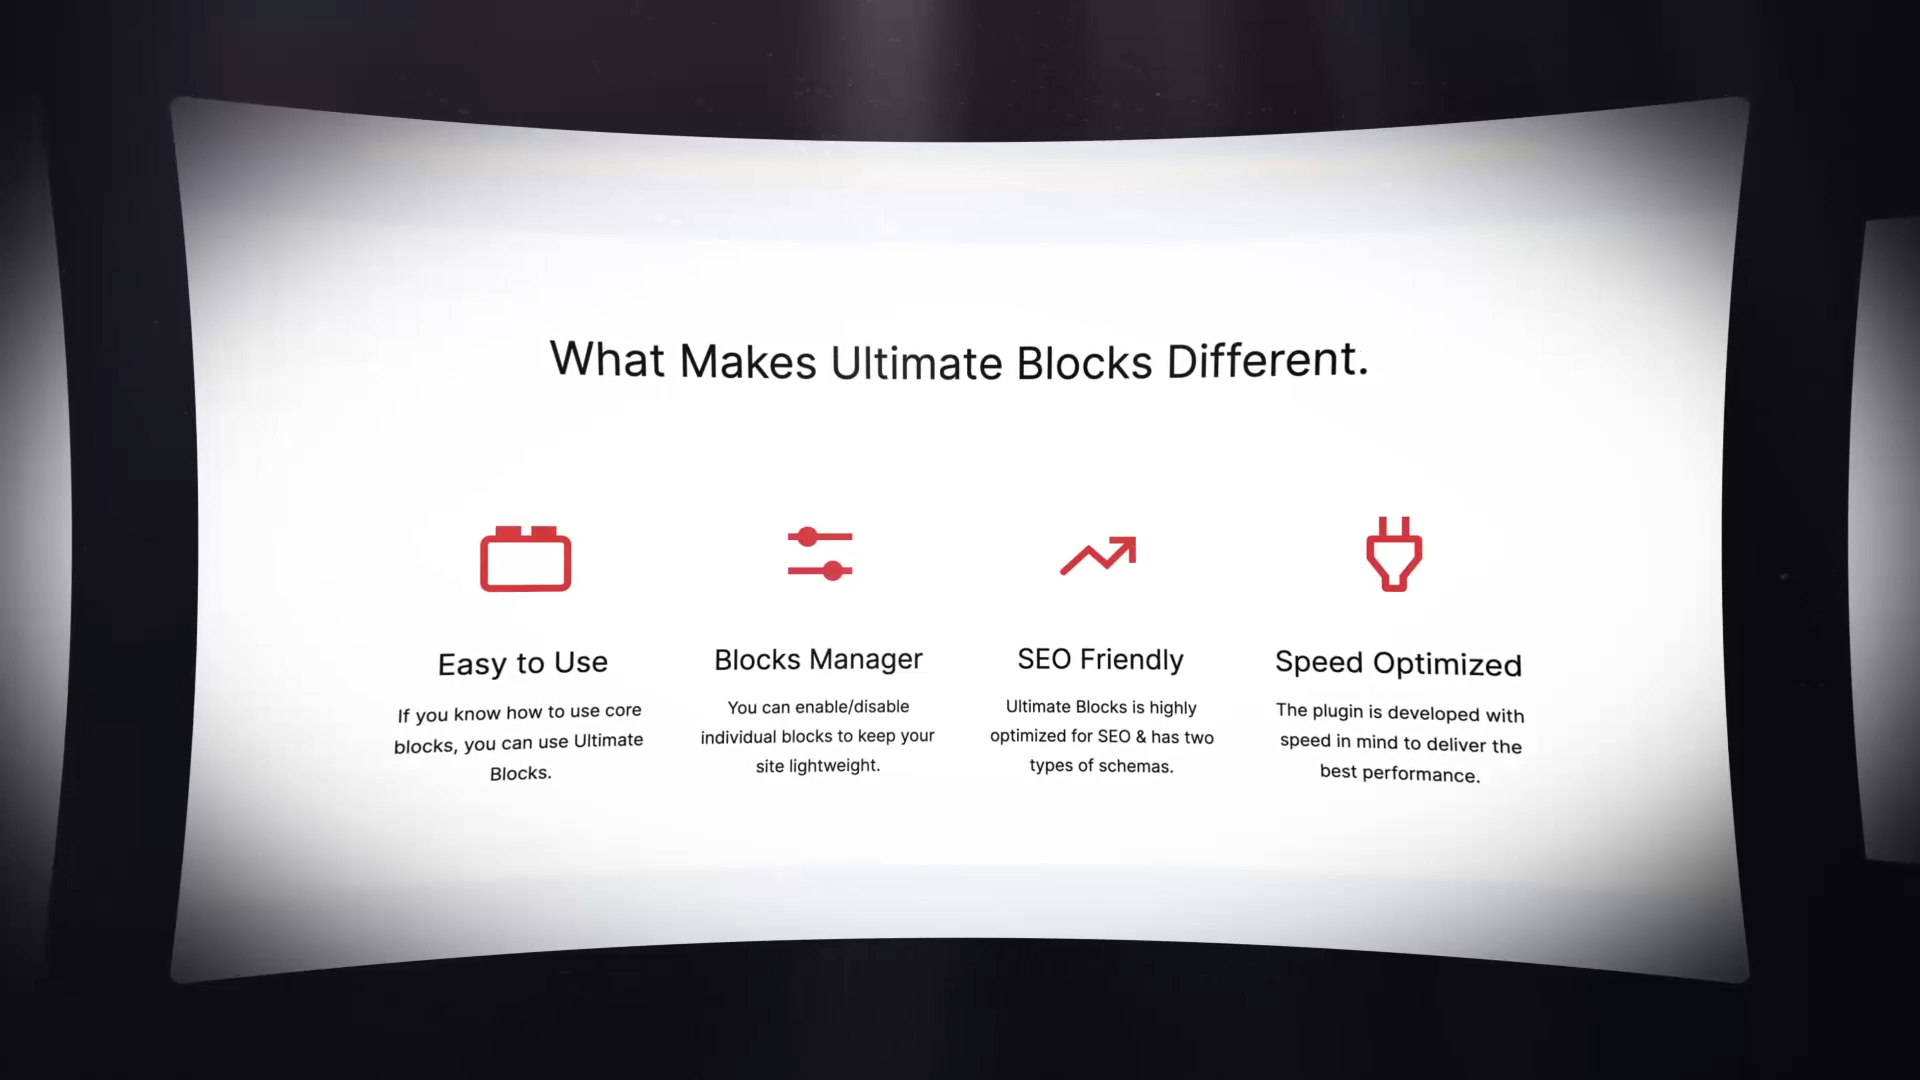 What Makes Ultimate Blocks Different.
Easy to Use
If you know how to use core
blocks, you can use Ultimate
Blocks.
Blocks Manager
You can enable/disable
individual blocks to keep your
site lightweight.
SEO Friendly
Ultimate Blocks is highly
optimized for SEO & has two
types of schemas.
Speed Optimized
The plugin is developed with
speed in mind to deliver the
best performance.